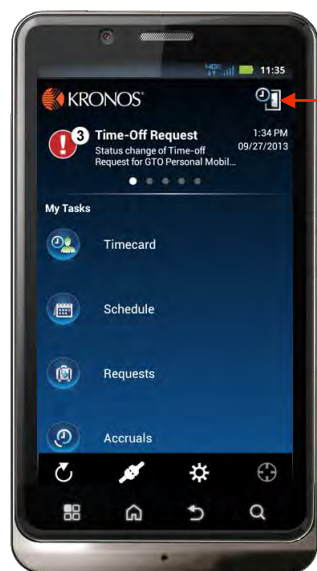 11:35
KRONOS
3
Time-Off Request
1:34 PM
Status change of Time-off
09/27/2013
Request for GTO Personal Mobil...
My Tasks
Timecard
Schedule
Requests
Accruals